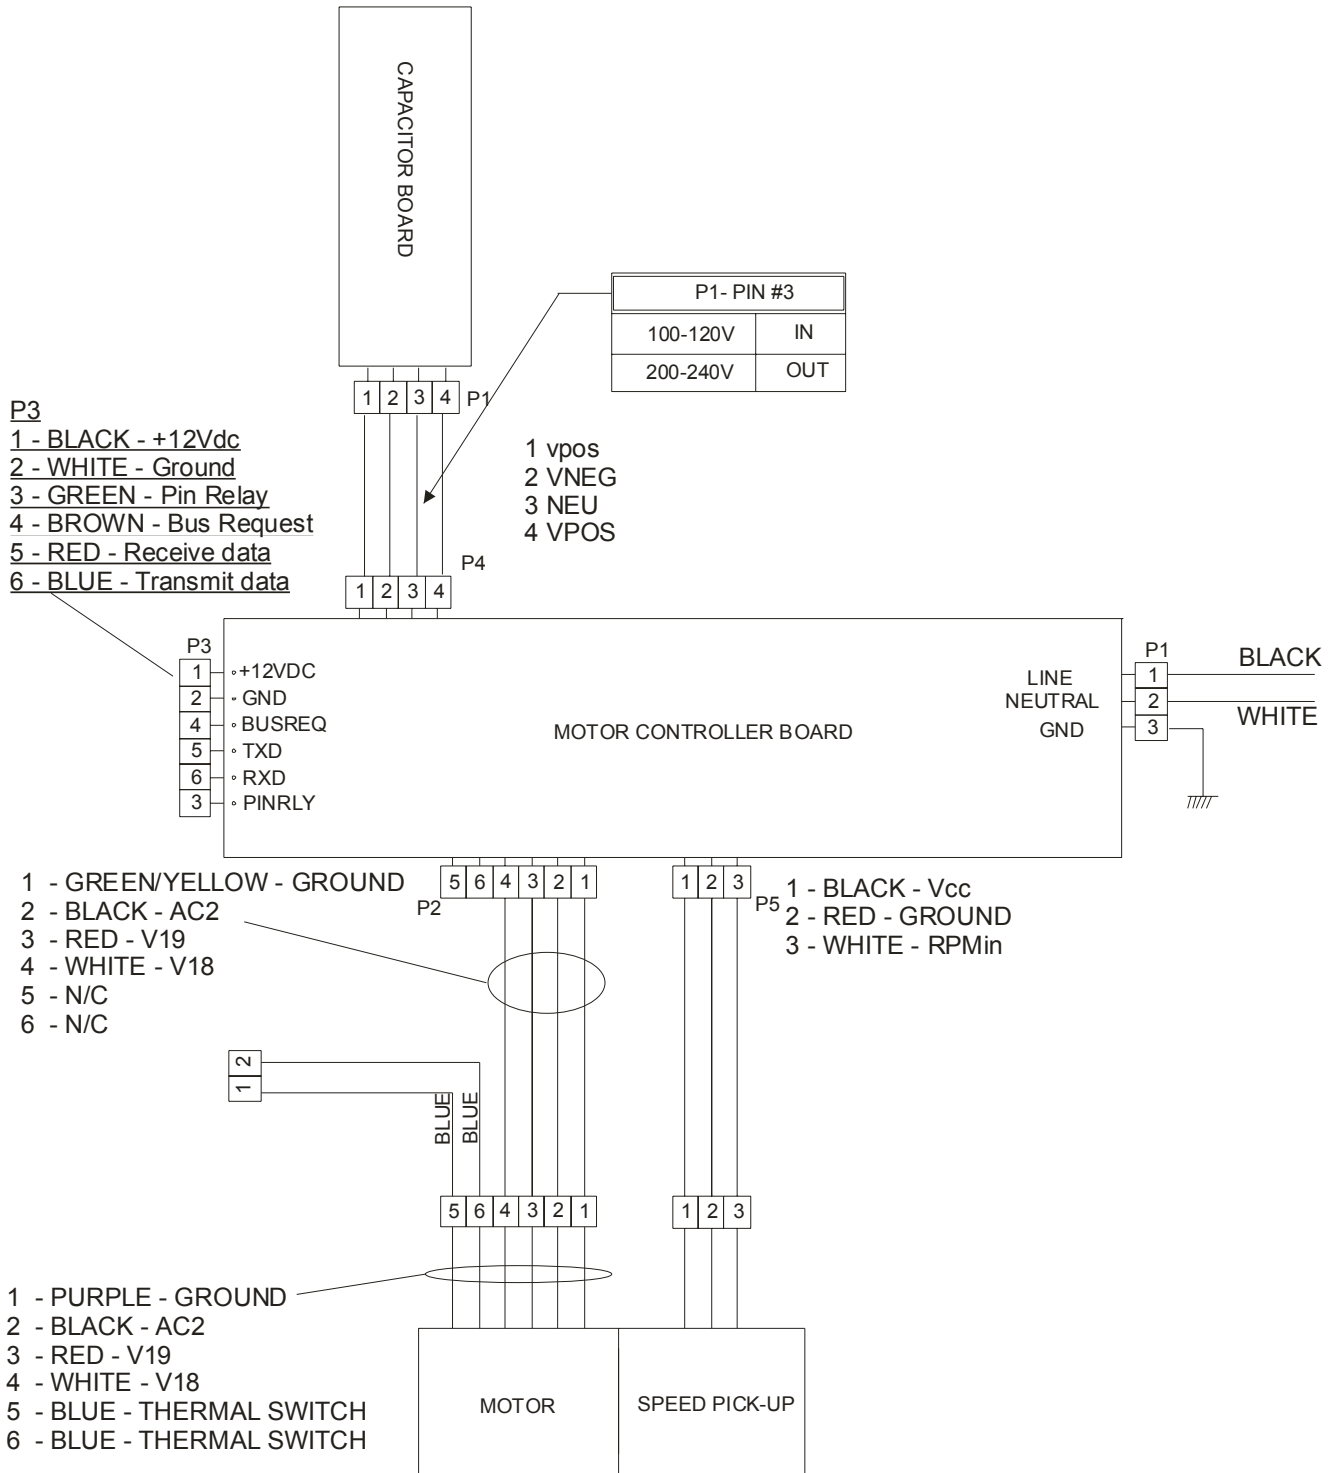 CAPACITOR BOARD
P1- PIN #3
100-120V IN
200-240V OUT
1 2 3 4 P1
P3
1 - BLACK - +12Vdc
2 - WHITE - Ground
3 - GREEN - Pin Relay
4 - BROWN - Bus Request
5 - RED - Receive data
6 - BLUE - Transmit data
1 vpos
2 VNEG
3 NEU
4 VPOS
P4
1 2 3 4
P3
1 +12VDC
2 GND
4 BUSREQ
5 TXD
6 RXD
3 PINRLY
MOTOR CONTROLLER BOARD
P1
LINE 1 BLACK
NEUTRAL 2 WHITE
GND 3
5 6 4 3 2 1
P2
1 2 3
P5
1 - GREEN/YELLOW - GROUND
2 - BLACK - AC2
3 - RED - V19
4 - WHITE - V18
5 - N/C
6 - N/C
1 - BLACK - Vcc
2 - RED - GROUND
3 - WHITE - RPMin
2
1
BLUE
BLUE
5 6 4 3 2 1
1 2 3
1 - PURPLE - GROUND
2 - BLACK - AC2
3 - RED - V19
4 - WHITE - V18
5 - BLUE - THERMAL SWITCH
6 - BLUE - THERMAL SWITCH
MOTOR
SPEED PICK-UP